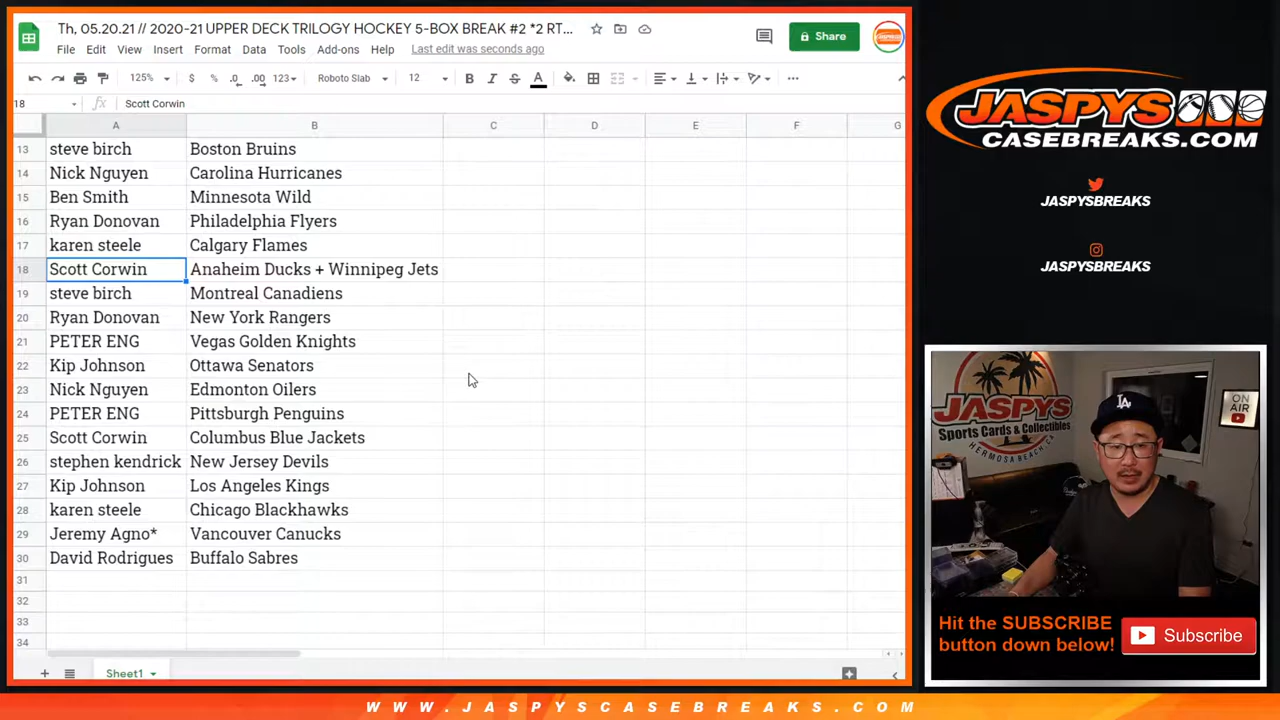 Th, 05.20.21 // 2020-21 UPPER DECK TRILOGY HOCKEY 5-BOX BREAK #2 *2 RT...
File Edit View Insert Format Data Tools Add-ons Help Last edit was seconds ago
Share
125% $ % .0 .00 123 Roboto Slab 12 B I S A
18 fx Scott Corwin
A B C D E F G
13 steve birch Boston Bruins
14 Nick Nguyen Carolina Hurricanes
15 Ben Smith Minnesota Wild
16 Ryan Donovan Philadelphia Flyers
17 karen steele Calgary Flames
18 Scott Corwin Anaheim Ducks + Winnipeg Jets
19 steve birch Montreal Canadiens
20 Ryan Donovan New York Rangers
21 PETER ENG Vegas Golden Knights
22 Kip Johnson Ottawa Senators
23 Nick Nguyen Edmonton Oilers
24 PETER ENG Pittsburgh Penguins
25 Scott Corwin Columbus Blue Jackets
26 stephen kendrick New Jersey Devils
27 Kip Johnson Los Angeles Kings
28 karen steele Chicago Blackhawks
29 Jeremy Agno* Vancouver Canucks
30 David Rodrigues Buffalo Sabres
31
32
33
34
Sheet1
JASPYS
CASEBREAKS.COM
JASPYSBREAKS
JASPYSBREAKS
JASPYS
Sports Cards & Collectibles
HERMOSA BEACH, CA
LA
ON AIR
Hit the SUBSCRIBE
button down below!
Subscribe
WWW.JASPYSCASEBREAKS.COM